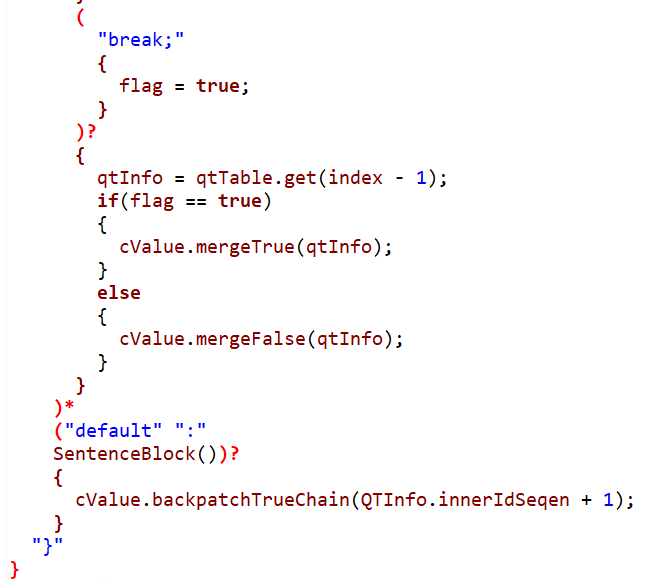 }
(
"break;"
{
flag = true;
}
)?
{
qtInfo = qtTable.get(index - 1);
if(flag == true)
{
cValue.mergeTrue(qtInfo);
}
else
{
cValue.mergeFalse(qtInfo);
}
}
)*
("default" ":"
SentenceBlock())?
{
cValue.backpatchTrueChain(QTInfo.innerIdSeqen + 1);
}
"}"
}